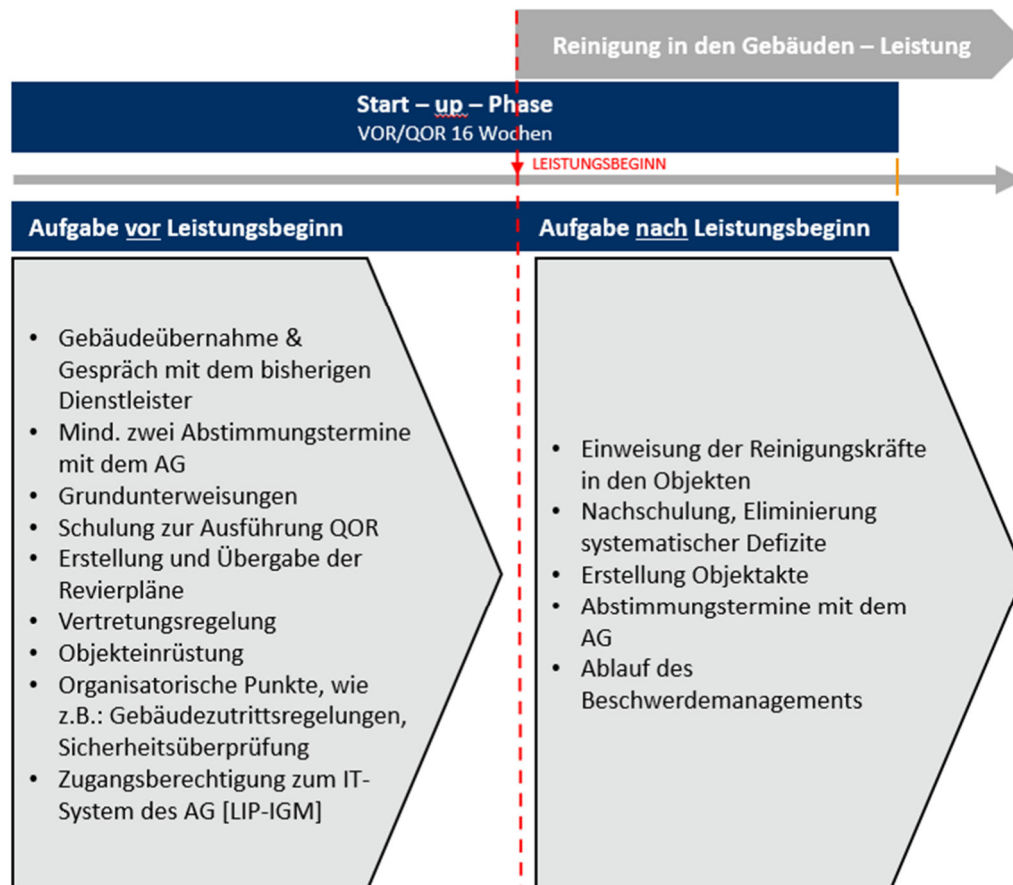 Reinigung in den Gebäuden – Leistung
Start – up – Phase
VOR/QOR 16 Wochen
LEISTUNGSBEGINN
Aufgabe vor Leistungsbeginn
Aufgabe nach Leistungsbeginn
• Gebäudeübernahme &
Gespräch mit dem bisherigen
Dienstleister
• Mind. zwei Abstimmungstermine
mit dem AG
• Grundunterweisungen
• Schulung zur Ausführung QOR
• Erstellung und Übergabe der
Revierpläne
• Vertretungsregelung
• Objekteinrüstung
• Organisatorische Punkte, wie
z.B.: Gebäudezutrittsregelungen,
Sicherheitsüberprüfung
• Zugangsberechtigung zum IT-
System des AG [LIP-IGM]
• Einweisung der Reinigungskräfte
in den Objekten
• Nachschulung, Eliminierung
systematischer Defizite
• Erstellung Objektakte
• Abstimmungstermine mit dem
AG
• Ablauf des
Beschwerdemanagements